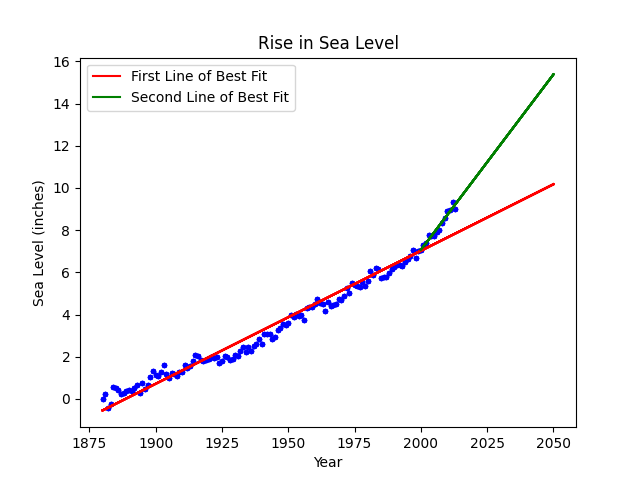 Rise in Sea Level
First Line of Best Fit
Second Line of Best Fit
16
14
12
10
8
6
4
2
0
Sea Level (inches)
1875 1900 1925 1950 1975 2000 2025 2050
Year